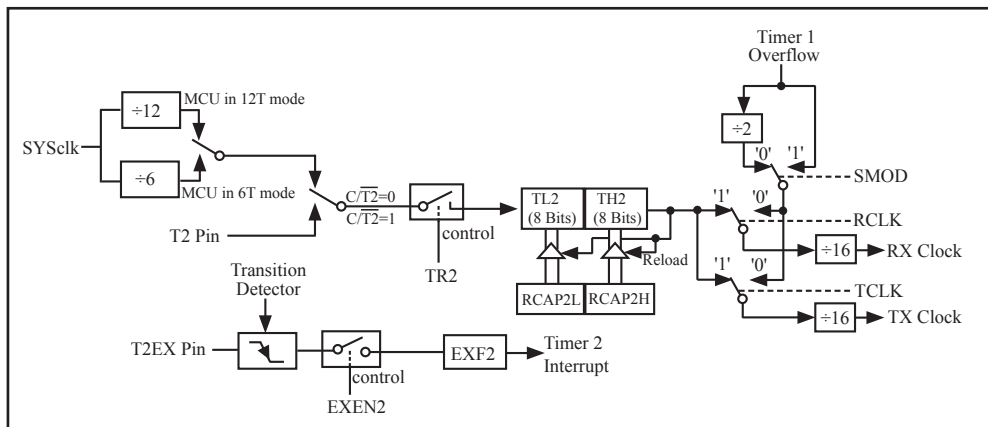 Timer 1
Overflow
÷12
MCU in 12T mode
÷2
SYSclk
'0'
'1'
÷6
MCU in 6T mode
SMOD
C/T2=0
C/T2=1
TL2
(8 Bits)
TH2
(8 Bits)
'1'
'0'
RCLK
T2 Pin
control
÷16
RX Clock
Reload
TR2
'1'
'0'
Transition
Detector
RCAP2L
RCAP2H
TCLK
÷16
TX Clock
T2EX Pin
EXF2
Timer 2
Interrupt
control
EXEN2